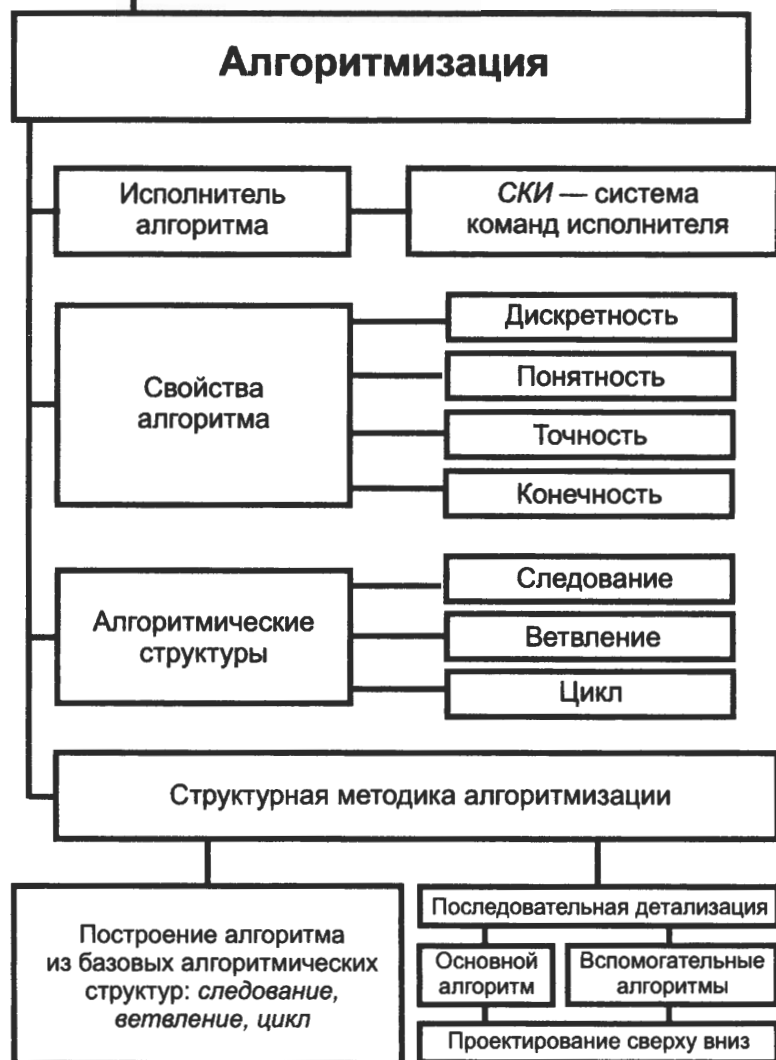 Алгоритмизация
Исполнитель
алгоритма
СКИ — система
команд исполнителя
Свойства
алгоритма
Дискретность
Понятность
Точность
Конечность
Алгоритмические
структуры
Следование
Ветвление
Цикл
Структурная методика алгоритмизации
Построение алгоритма
из базовых алгоритмических
структур: следование,
ветвление, цикл
Последовательная детализация
Основной
алгоритм
Вспомогательные
алгоритмы
Проектирование сверху вниз